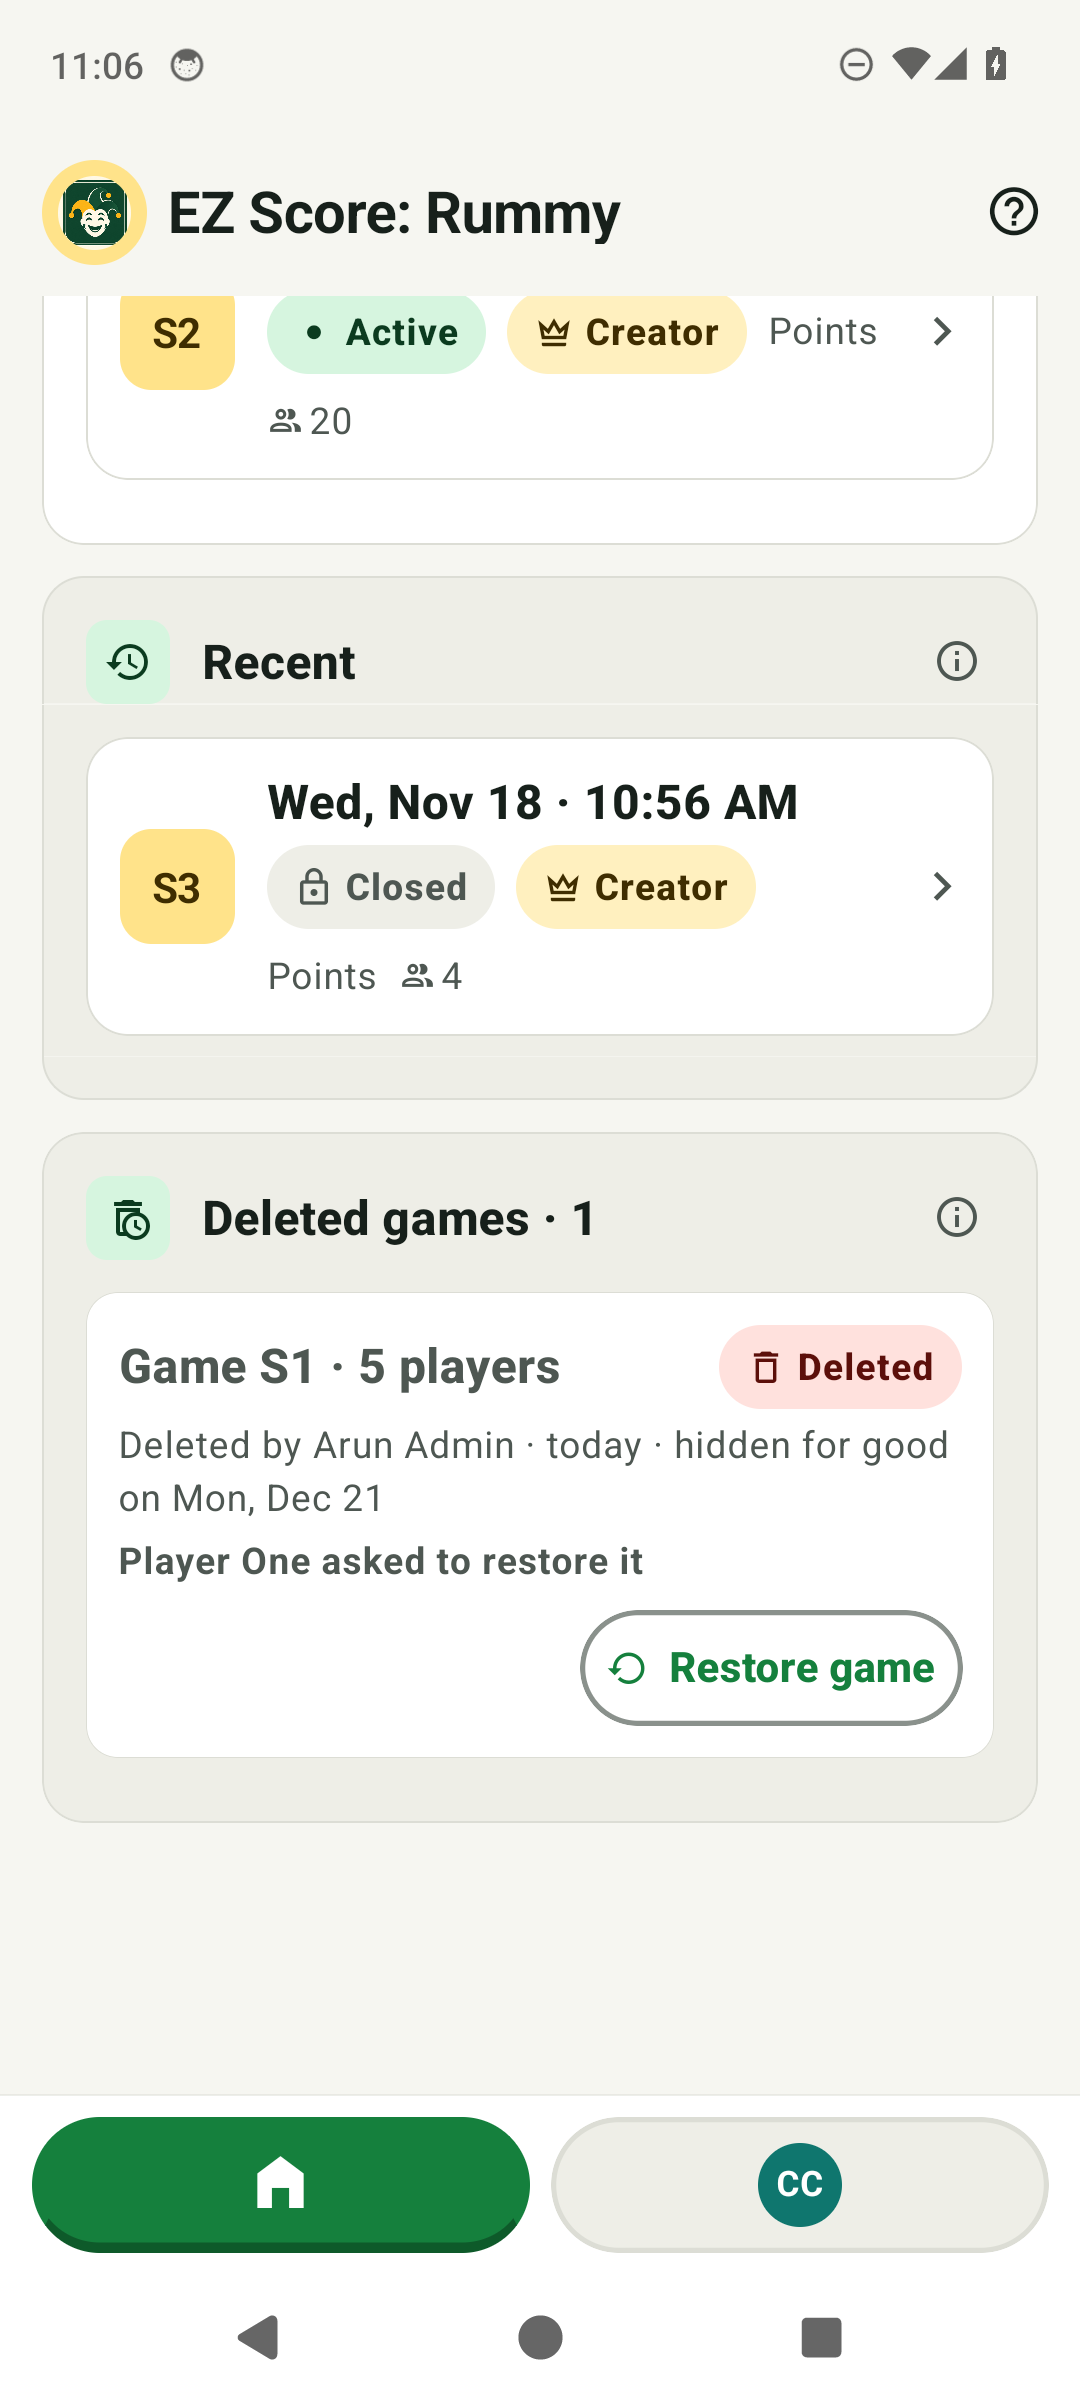 11:06
EZ Score: Rummy
S2
Active
Creator
Points
20
Recent
Wed, Nov 18 · 10:56 AM
S3
Closed
Creator
Points
4
Deleted games · 1
Game S1 · 5 players
Deleted
Deleted by Arun Admin · today · hidden for good
on Mon, Dec 21
Player One asked to restore it
Restore game
CC